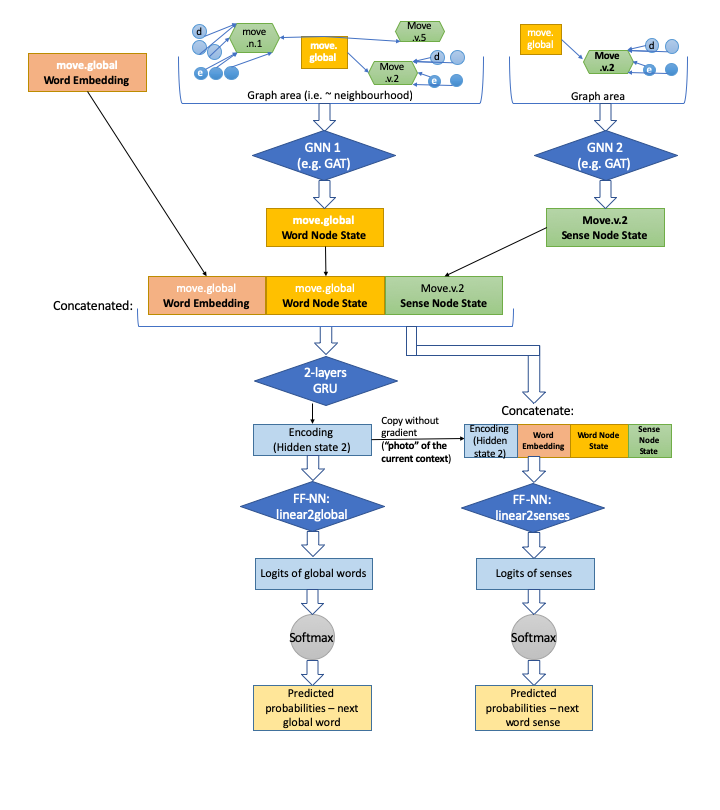 move.global
Word Embedding
d
e
move
.n.1
move.
global
Move
.v.5
Move
.v.2
d
e
Graph area (i.e. ~ neighbourhood)
move.
global
Move
.v.2
d
e
Graph area
GNN 1
(e.g. GAT)
GNN 2
(e.g. GAT)
move.global
Word Node State
Move.v.2
Sense Node State
Concatenated:
move.global
Word Embedding
move.global
Word Node State
Move.v.2
Sense Node State
2-layers
GRU
Encoding
(Hidden state 2)
Copy without
gradient
("photo" of the
current context)
Concatenate:
Encoding
(Hidden
state 2)
Word
Embedding
Word Node
State
Sense
Node
State
FF-NN:
linear2global
FF-NN:
linear2senses
Logits of global words
Logits of senses
Softmax
Softmax
Predicted
probabilities – next
global word
Predicted
probabilities – next
word sense